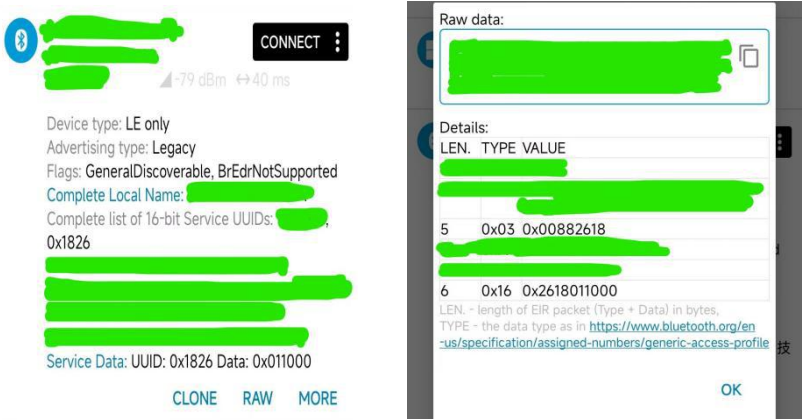 CONNECT
-79 dBm ↔40 ms
Device type: LE only
Advertising type: Legacy
Flags: GeneralDiscoverable, BrEdrNotSupported
Complete Local Name:
Complete list of 16-bit Service UUIDs: ,
0x1826
Service Data: UUID: 0x1826 Data: 0x011000
CLONE RAW MORE
Raw data:
Details:
LEN. TYPE VALUE
5 0x03 0x00882618
6 0x16 0x2618011000
LEN. - length of EIR packet (Type + Data) in bytes,
TYPE - the data type as in https://www.bluetooth.org/en
-us/specification/assigned-numbers/generic-access-profile
技
OK